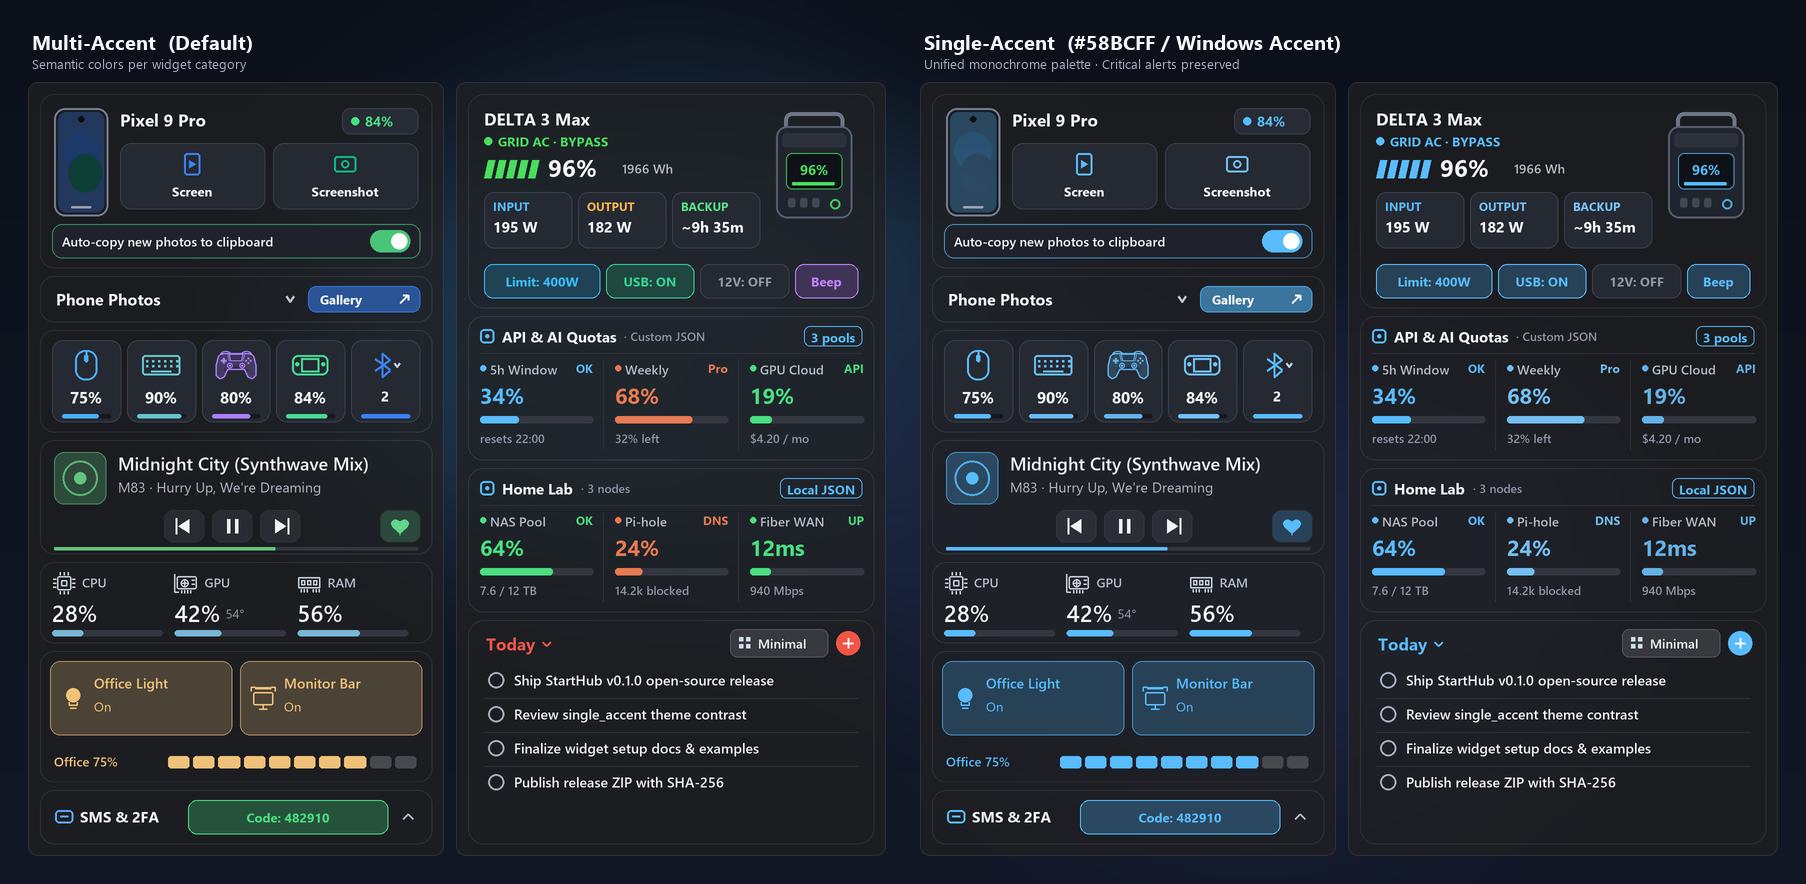 Multi-Accent (Default)
Semantic colors per widget category
Pixel 9 Pro
84%
Screen
Screenshot
Auto-copy new photos to clipboard
Phone Photos
Gallery
75%
90%
80%
84%
2
Midnight City (Synthwave Mix)
M83 · Hurry Up, We're Dreaming
CPU
GPU
RAM
28%
42% 54°
56%
Office Light
On
Monitor Bar
On
Office 75%
SMS & 2FA
Code: 482910
DELTA 3 Max
GRID AC · BYPASS
96%
1966 Wh
96%
INPUT
195 W
OUTPUT
182 W
BACKUP
~9h 35m
Limit: 400W
USB: ON
12V: OFF
Beep
API & AI Quotas · Custom JSON
3 pools
5h Window OK
34%
resets 22:00
Weekly Pro
68%
32% left
GPU Cloud API
19%
$4.20 / mo
Home Lab · 3 nodes
Local JSON
NAS Pool OK
64%
7.6 / 12 TB
Pi-hole DNS
24%
14.2k blocked
Fiber WAN UP
12ms
940 Mbps
Today
Minimal
Ship StartHub v0.1.0 open-source release
Review single_accent theme contrast
Finalize widget setup docs & examples
Publish release ZIP with SHA-256
Single-Accent (#58BCFF / Windows Accent)
Unified monochrome palette · Critical alerts preserved
Pixel 9 Pro
84%
Screen
Screenshot
Auto-copy new photos to clipboard
Phone Photos
Gallery
75%
90%
80%
84%
2
Midnight City (Synthwave Mix)
M83 · Hurry Up, We're Dreaming
CPU
GPU
RAM
28%
42% 54°
56%
Office Light
On
Monitor Bar
On
Office 75%
SMS & 2FA
Code: 482910
DELTA 3 Max
GRID AC · BYPASS
96%
1966 Wh
96%
INPUT
195 W
OUTPUT
182 W
BACKUP
~9h 35m
Limit: 400W
USB: ON
12V: OFF
Beep
API & AI Quotas · Custom JSON
3 pools
5h Window OK
34%
resets 22:00
Weekly Pro
68%
32% left
GPU Cloud API
19%
$4.20 / mo
Home Lab · 3 nodes
Local JSON
NAS Pool OK
64%
7.6 / 12 TB
Pi-hole DNS
24%
14.2k blocked
Fiber WAN UP
12ms
940 Mbps
Today
Minimal
Ship StartHub v0.1.0 open-source release
Review single_accent theme contrast
Finalize widget setup docs & examples
Publish release ZIP with SHA-256